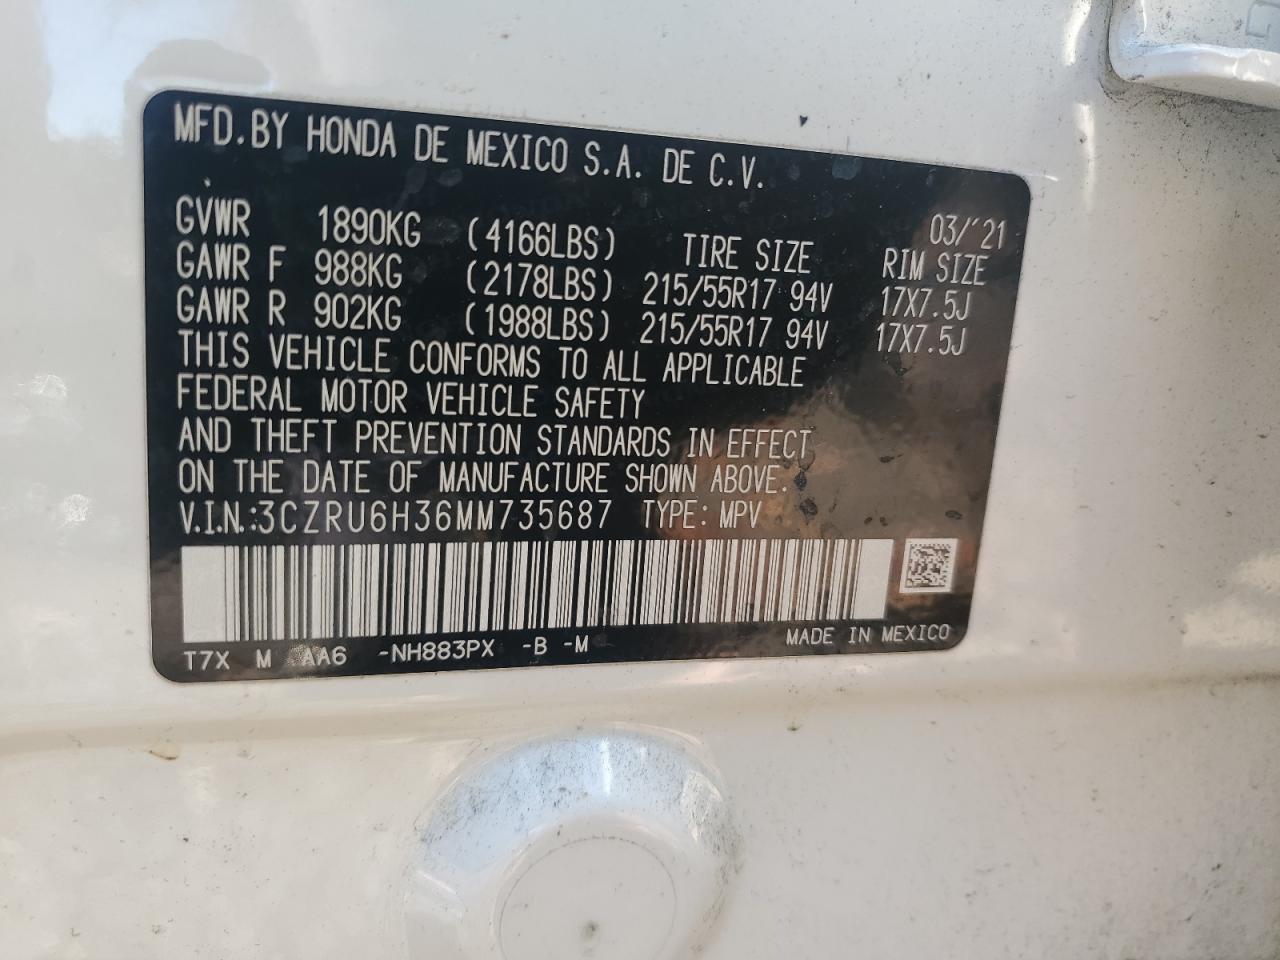 MFD.BY HONDA DE MEXICO S.A. DE C.V.
03/'21
GVWR 1890KG (4166LBS) TIRE SIZE RIM SIZE
GAWR F 988KG (2178LBS) 215/55R17 94V 17X7.5J
GAWR R 902KG (1988LBS) 215/55R17 94V 17X7.5J
THIS VEHICLE CONFORMS TO ALL APPLICABLE
FEDERAL MOTOR VEHICLE SAFETY
AND THEFT PREVENTION STANDARDS IN EFFECT
ON THE DATE OF MANUFACTURE SHOWN ABOVE.
V.I.N.:3CZRU6H36MM735687 TYPE: MPV
T7X M AA6 -NH883PX -B -M MADE IN MEXICO